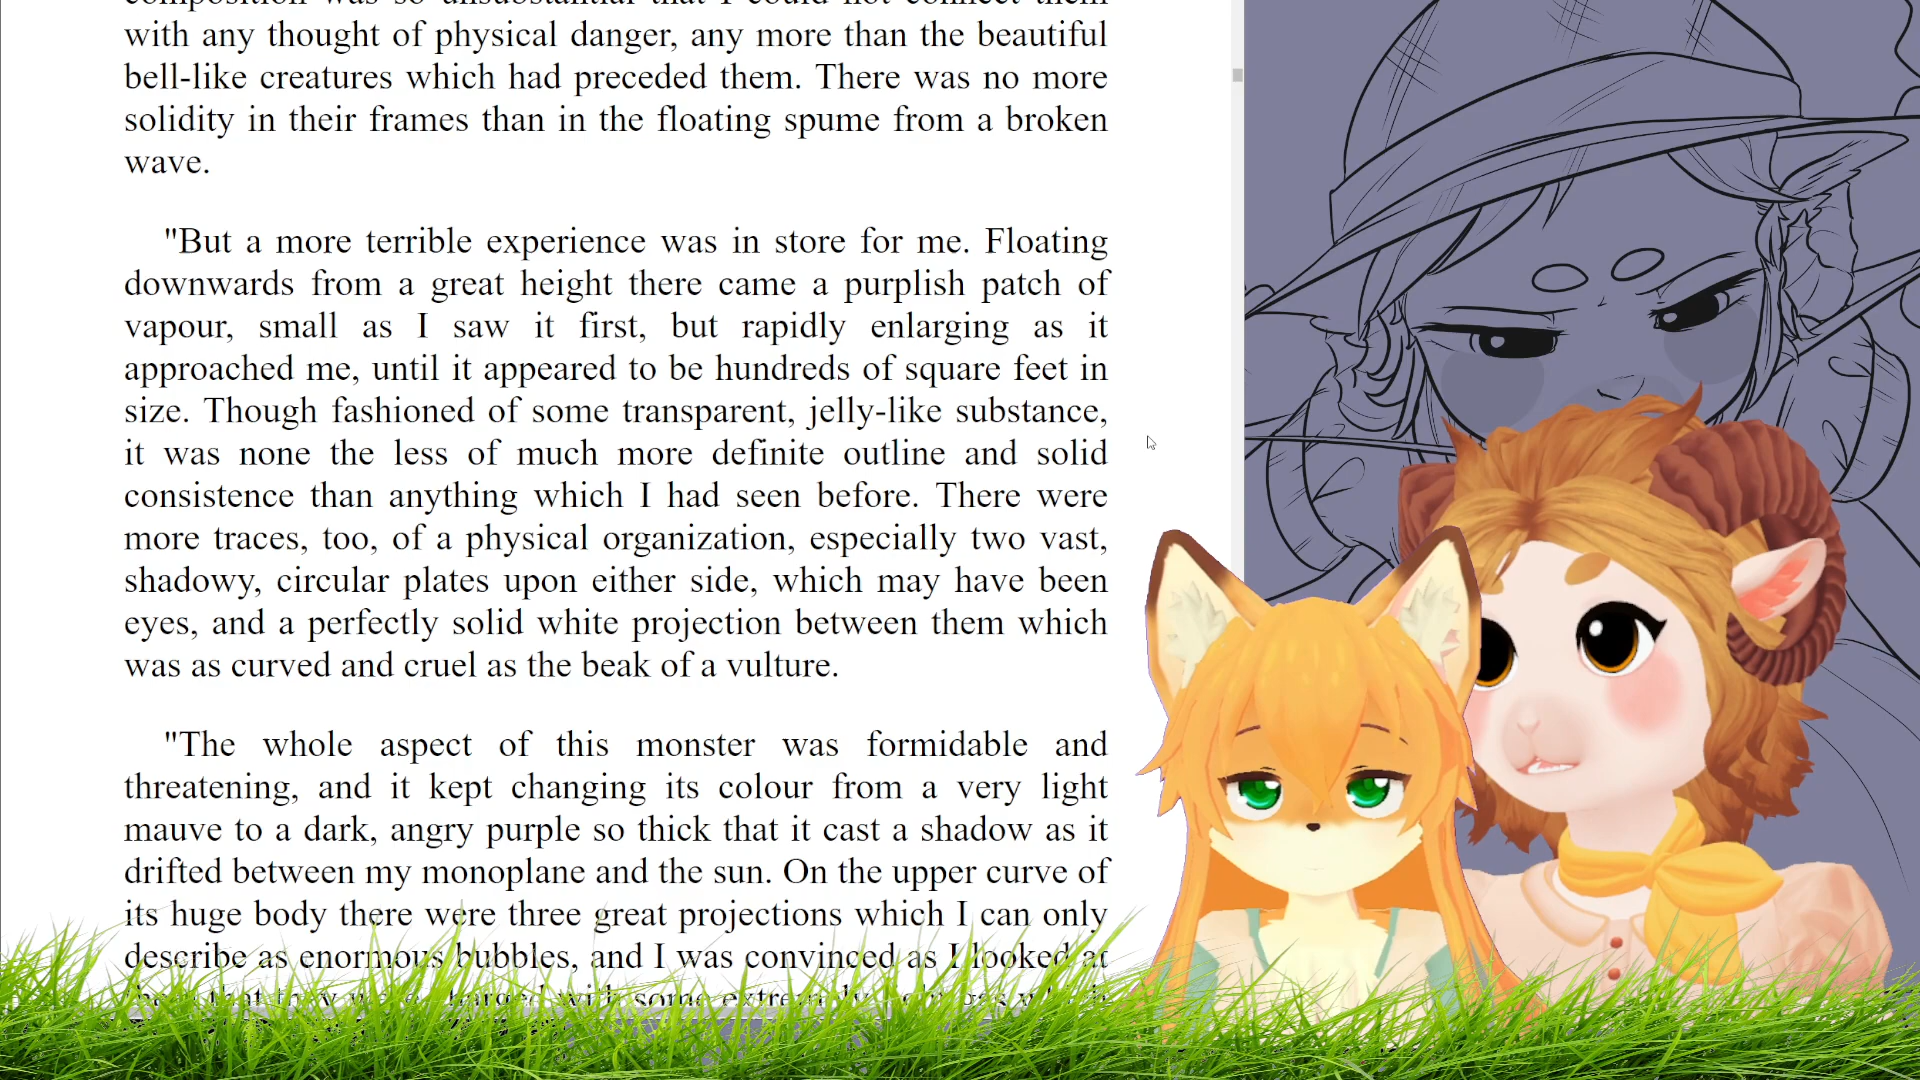 with any thought of physical danger, any more than the beautiful
bell-like creatures which had preceded them. There was no more
solidity in their frames than in the floating spume from a broken
wave.
"But a more terrible experience was in store for me. Floating
downwards from a great height there came a purplish patch of
vapour, small as I saw it first, but rapidly enlarging as it
approached me, until it appeared to be hundreds of square feet in
size. Though fashioned of some transparent, jelly-like substance,
it was none the less of much more definite outline and solid
consistence than anything which I had seen before. There were
more traces, too, of a physical organization, especially two vast,
shadowy, circular plates upon either side, which may have been
eyes, and a perfectly solid white projection between them which
was as curved and cruel as the beak of a vulture.
"The whole aspect of this monster was formidable and
threatening, and it kept changing its colour from a very light
mauve to a dark, angry purple so thick that it cast a shadow as it
drifted between my monoplane and the sun. On the upper curve of
its huge body there were three great projections which I can only
describe as enormous bubbles, and I was convinced as I looked at